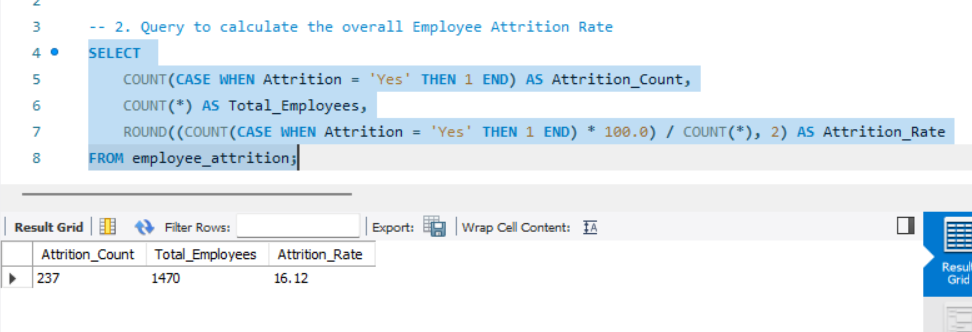 2
3 -- 2. Query to calculate the overall Employee Attrition Rate
4 SELECT
5 COUNT(CASE WHEN Attrition = 'Yes' THEN 1 END) AS Attrition_Count,
6 COUNT(*) AS Total_Employees,
7 ROUND((COUNT(CASE WHEN Attrition = 'Yes' THEN 1 END) * 100.0) / COUNT(*), 2) AS Attrition_Rate
8 FROM employee_attrition;
Result Grid Filter Rows: Export: Wrap Cell Content: IA
Attrition_Count Total_Employees Attrition_Rate
237 1470 16.12
Result
Grid